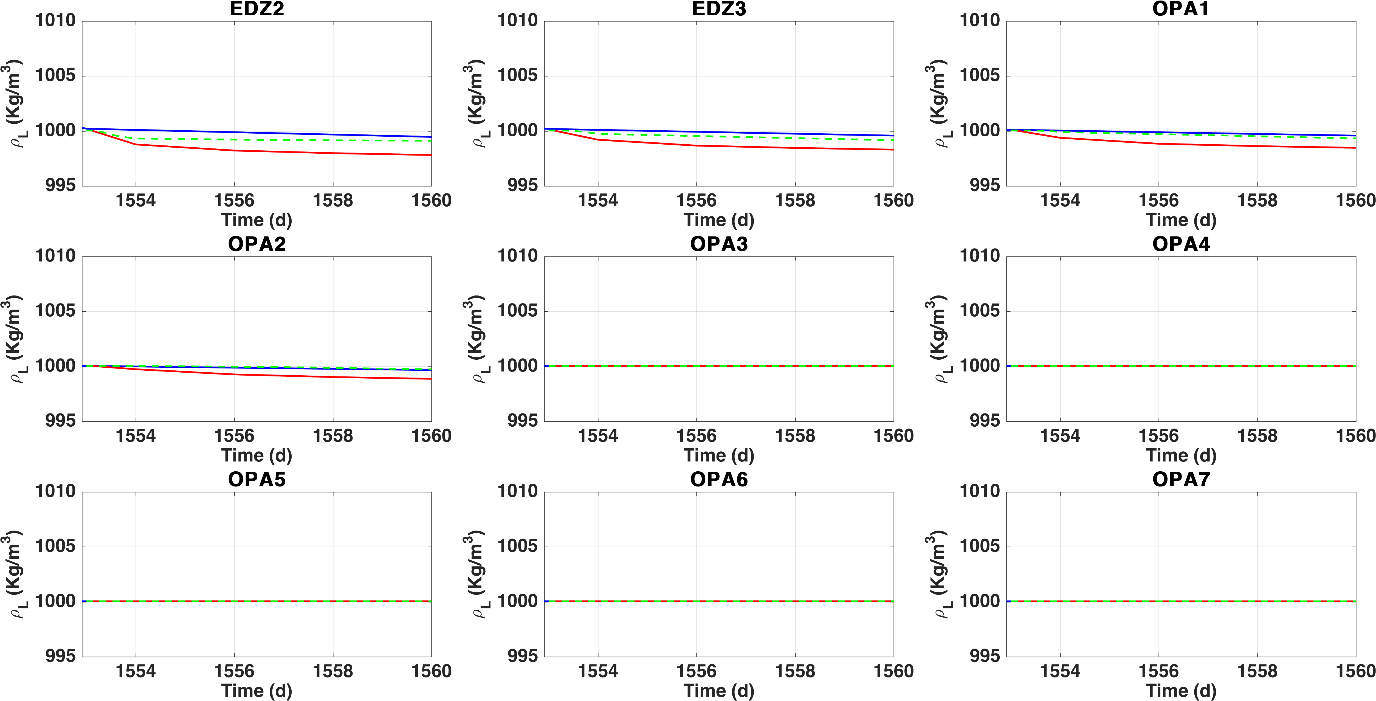 EDZ2 EDZ3 OPA1
1010 1010 1010
1005 1005 1005
1000 1000 1000
995 995 995
ρL (Kg/m³) ρL (Kg/m³) ρL (Kg/m³)
1554 1556 1558 1560 1554 1556 1558 1560 1554 1556 1558 1560
Time (d) Time (d) Time (d)
OPA2 OPA3 OPA4
1010 1010 1010
1005 1005 1005
1000 1000 1000
995 995 995
ρL (Kg/m³) ρL (Kg/m³) ρL (Kg/m³)
1554 1556 1558 1560 1554 1556 1558 1560 1554 1556 1558 1560
Time (d) Time (d) Time (d)
OPA5 OPA6 OPA7
1010 1010 1010
1005 1005 1005
1000 1000 1000
995 995 995
ρL (Kg/m³) ρL (Kg/m³) ρL (Kg/m³)
1554 1556 1558 1560 1554 1556 1558 1560 1554 1556 1558 1560
Time (d) Time (d) Time (d)